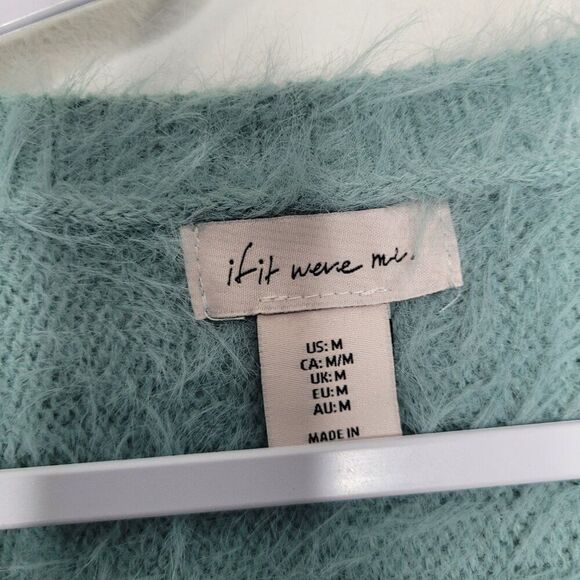 if it were me.
US: M
CA: M/M
UK: M
EU: M
AU: M
MADE IN